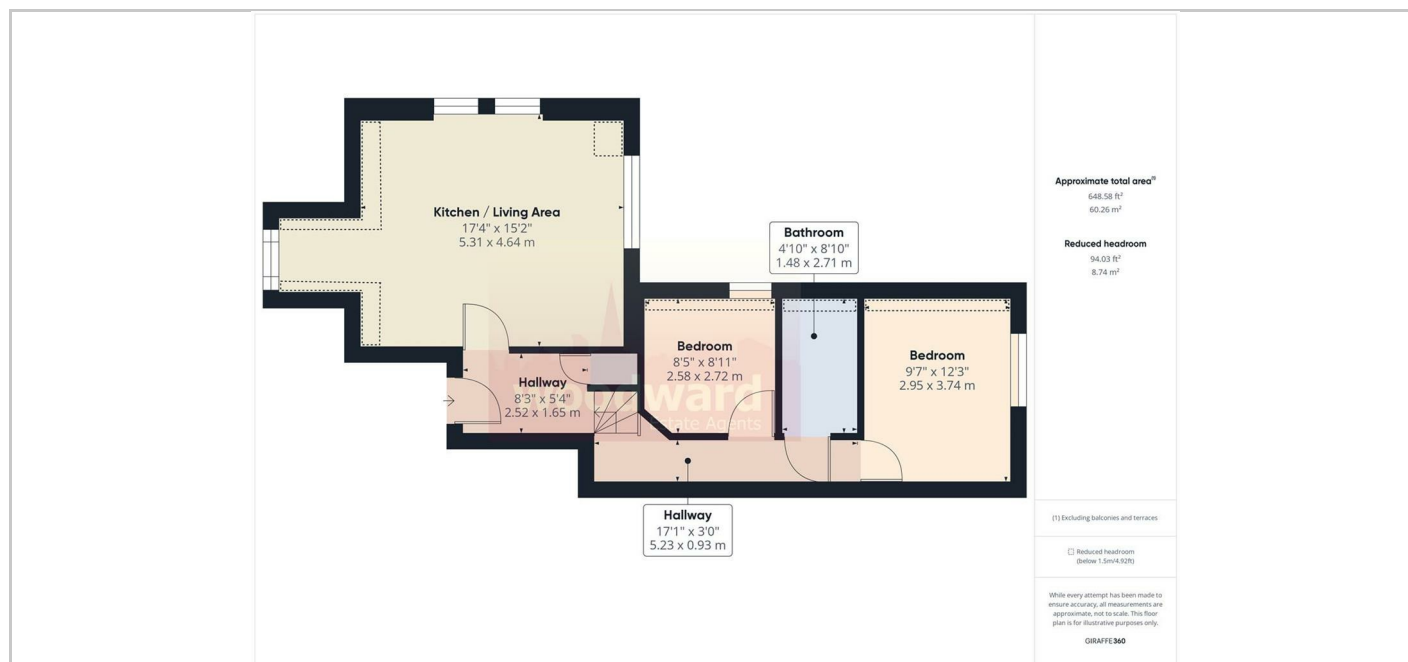 Kitchen / Living Area
17'4" x 15'2"
5.31 x 4.64 m
Bathroom
4'10" x 8'10"
1.48 x 2.71 m
Bedroom
8'5" x 8'11"
2.58 x 2.72 m
Bedroom
9'7" x 12'3"
2.95 x 3.74 m
Hallway
8'3" x 5'4"
2.52 x 1.65 m
woodward
Estate Agents
Hallway
17'1" x 3'0"
5.23 x 0.93 m
Approximate total area(1)
648.58 ft²
60.26 m²
Reduced headroom
94.03 ft²
8.74 m²
(1) Excluding balconies and terraces
Reduced headroom
(below 1.5m/4.92ft)
While every attempt has been made to
ensure accuracy, all measurements are
approximate, not to scale. This floor
plan is for illustrative purposes only.
GIRAFFE360